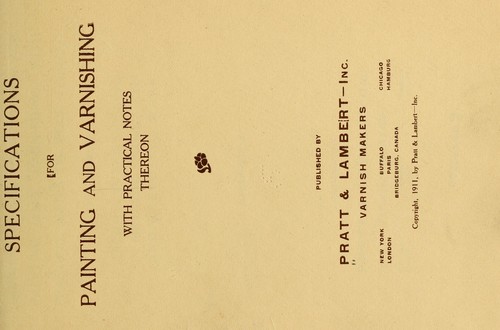 SPECIFICATIONS
FOR
PAINTING AND VARNISHING
WITH PRACTICAL NOTES
THEREON
PUBLISHED BY
PRATT & LAMBERT—INC.
VARNISH MAKERS
NEW YORK BUFFALO CHICAGO
LONDON PARIS HAMBURG
BRIDGEBURG, CANADA
Copyright, 1911, by Pratt & Lambert—Inc.